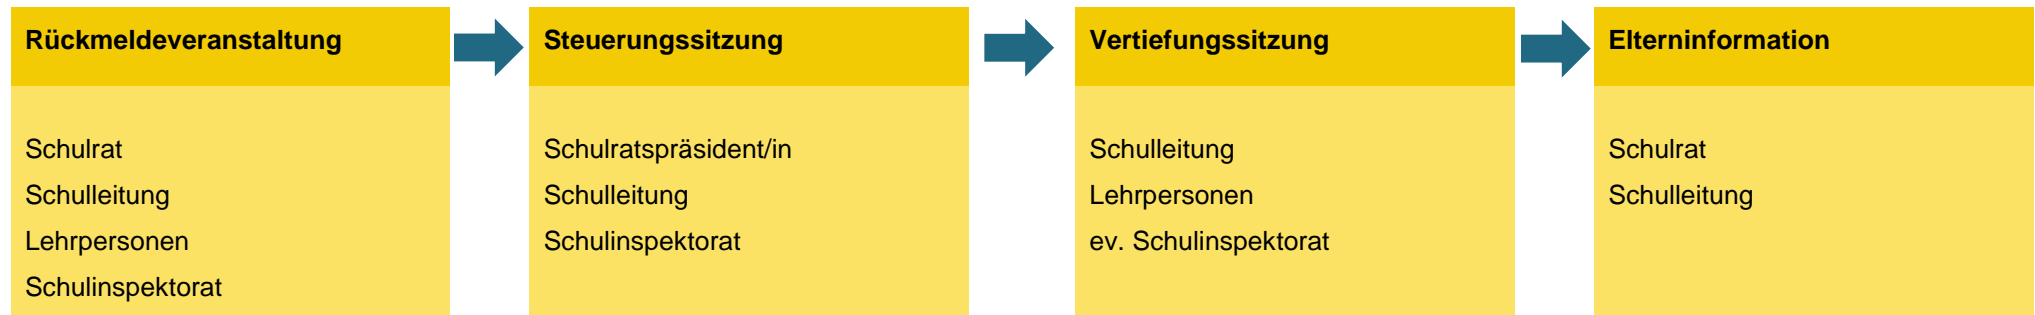 Rückmeldeveranstaltung
Schulrat
Schulleitung
Lehrpersonen
Schulinspektorat
Steuerungssitzung
Schulratspräsident/in
Schulleitung
Schulinspektorat
Vertiefungssitzung
Schulleitung
Lehrpersonen
ev. Schulinspektorat
Elterninformation
Schulrat
Schulleitung